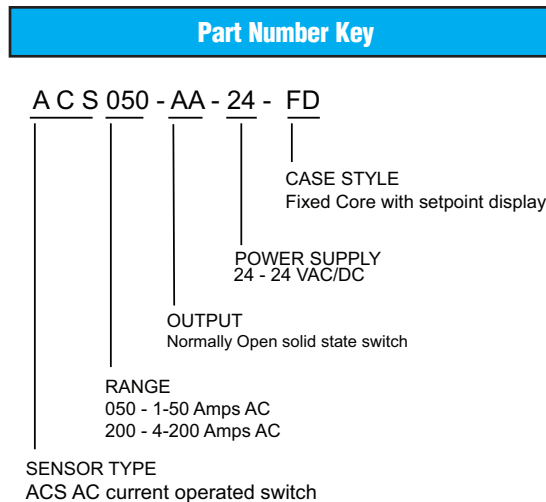 Part Number Key
A C S 050 - AA - 24 - FD
CASE STYLE
Fixed Core with setpoint display
POWER SUPPLY
24 - 24 VAC/DC
OUTPUT
Normally Open solid state switch
RANGE
050 - 1-50 Amps AC
200 - 4-200 Amps AC
SENSOR TYPE
ACS AC current operated switch